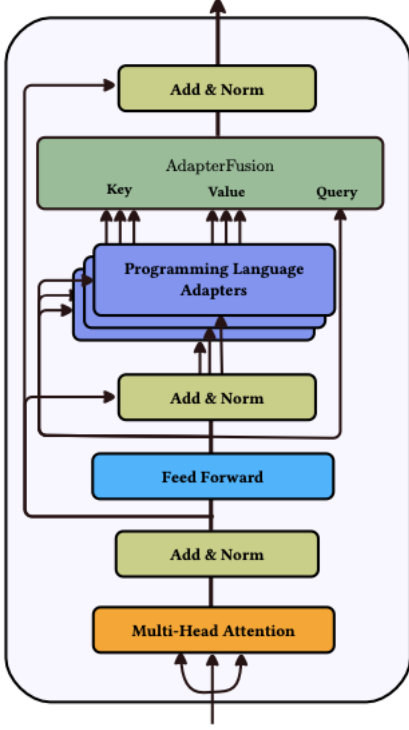 Add & Norm
AdapterFusion
Key Value Query
Programming Language
Adapters
Add & Norm
Feed Forward
Add & Norm
Multi-Head Attention